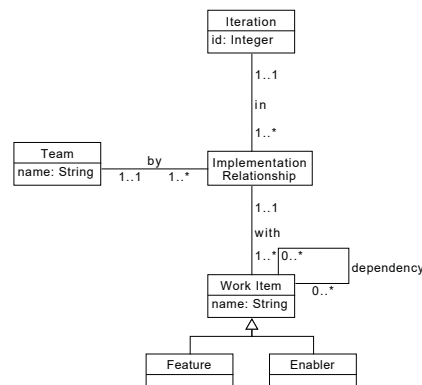 Iteration
id: Integer
1..1
in
1..*
Team
name: String
by
1..1 1..*
Implementation
Relationship
1..1
with
1..* 0..*
dependency
0..*
Work Item
name: String
Feature
Enabler